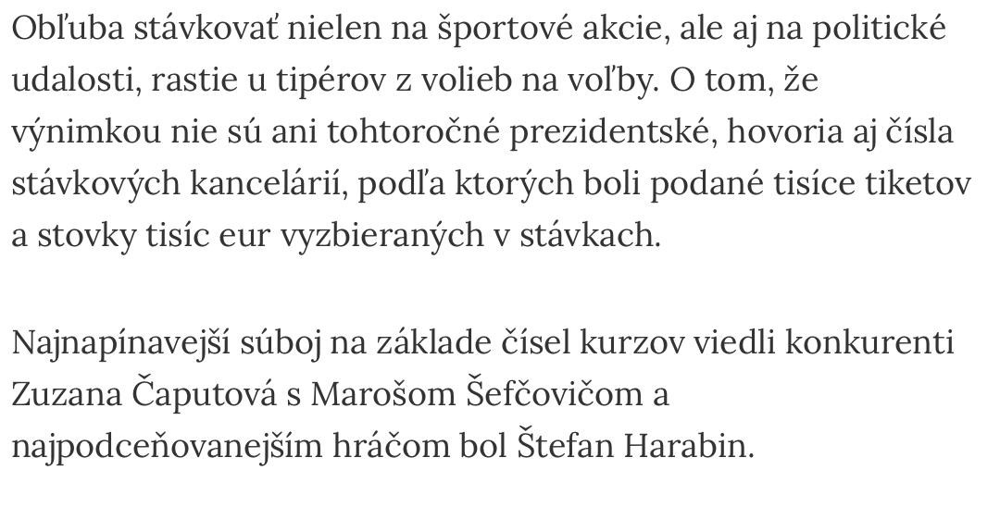 Obľuba stávkovať nielen na športové akcie, ale aj na politické
udalosti, rastie u tipérov z volieb na voľby. O tom, že
výnimkou nie sú ani tohtoročné prezidentské, hovoria aj čísla
stávkových kancelárií, podľa ktorých boli podané tisíce tiketov
a stovky tisíc eur vyzbieraných v stávkach.
Najnapínavejší súboj na základe čísel kurzov viedli konkurenti
Zuzana Čaputová s Marošom Šefčovičom a
najpodceňovanejším hráčom bol Štefan Harabin.